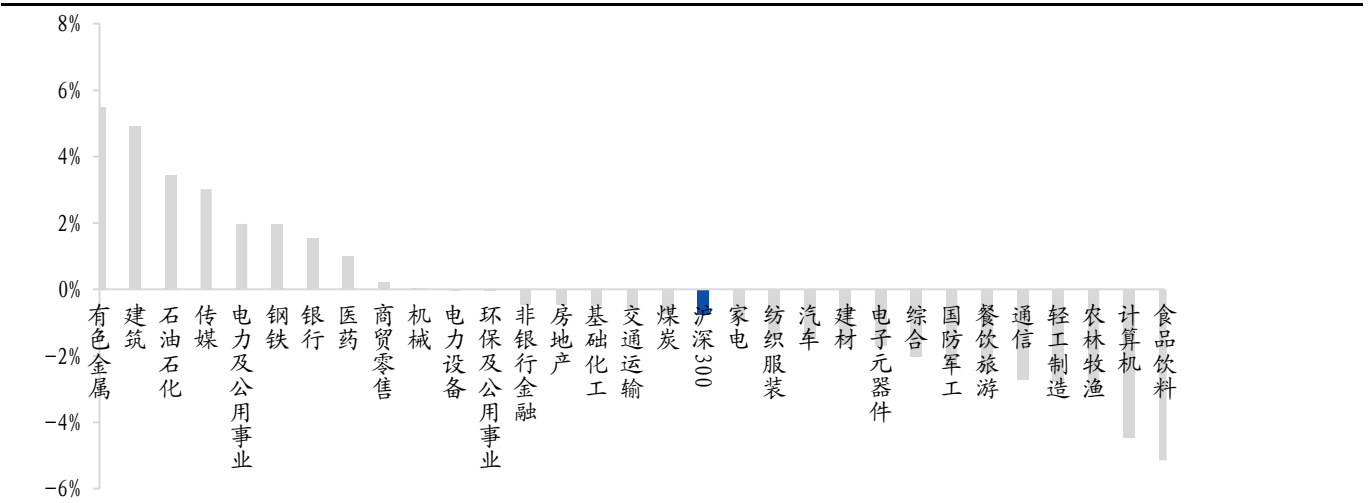 8%
6%
4%
2%
0%
-2%
-4%
-6%
有色金属
建筑
石油石化
传媒
电力及公用事业
钢铁
银行
医药
商贸零售
机械
电力设备
环保及公用事业
非银行金融
房地产
基础化工
交通运输
煤炭
沪深300
家电
纺织服装
汽车
建材
电子元器件
综合
国防军工
餐饮旅游
通信
轻工制造
农林牧渔
计算机
食品饮料